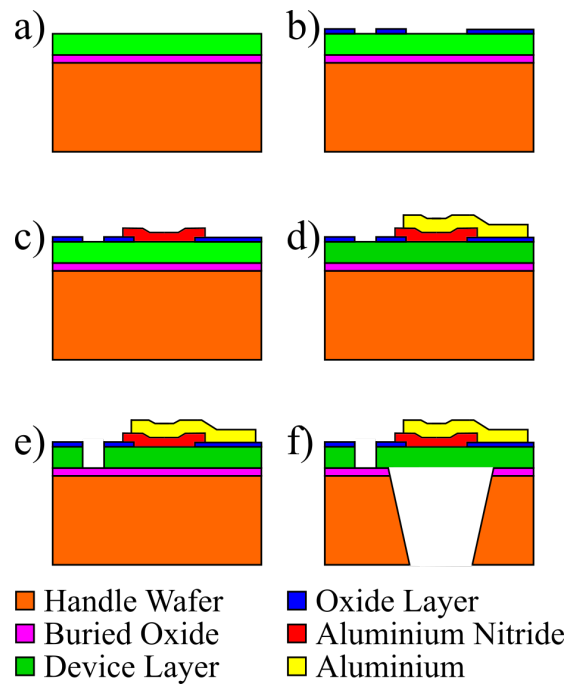 a) b)
c) d)
e) f)
Handle Wafer Oxide Layer
Buried Oxide Aluminium Nitride
Device Layer Aluminium